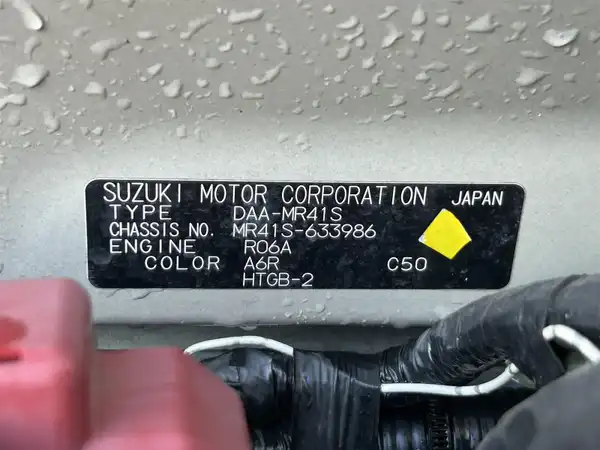 SUZUKI MOTOR CORPORATION JAPAN
TYPE DAA-MR41S
CHASSIS NO. MR41S-633986
ENGINE R06A
COLOR A6R C50
HTGB-2